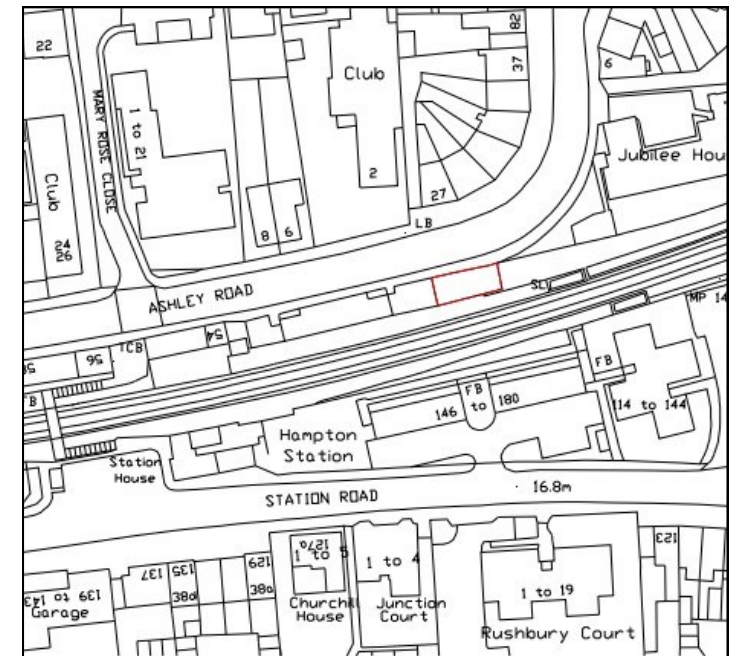 22
82
37
6
Club
MARY ROSE CLOSE
1 to 21
Jubilee Hou
2
Club
27
24
26
8
6
LB
SL
ASHLEY ROAD
MP 14
TCB
54
56
FB
FB
to
146
180
114 to 144
Hampton
Station
Station
House
STATION ROAD
16.8m
127a
1 to 5
1 to 4
123
137
135
129
38d
38a
139 to 143
Garage
1 to 19
Churchill
House
Junction
Court
Rushbury Court